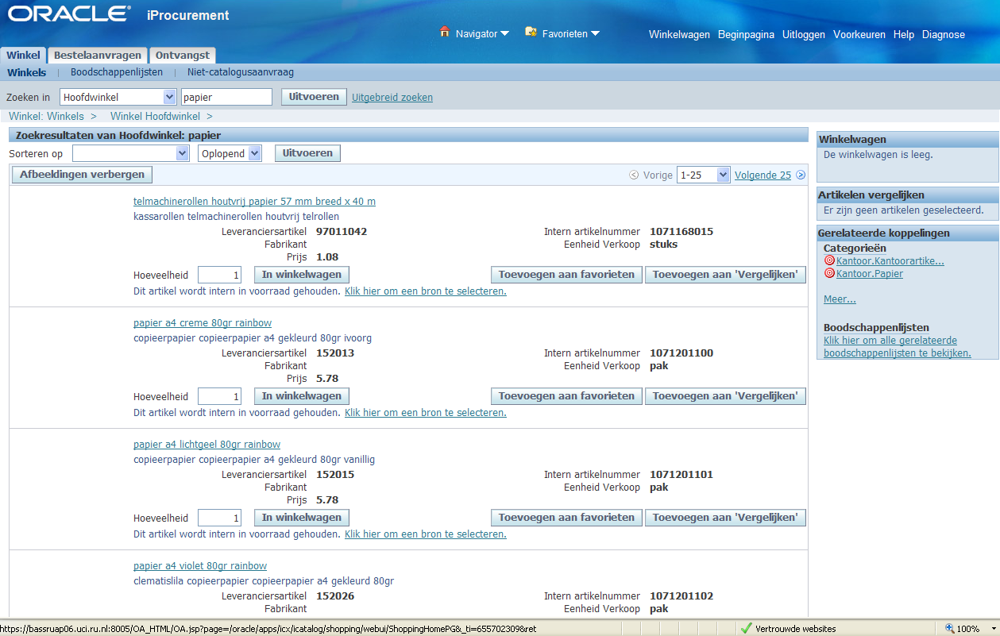 ORACLE® iProcurement
Navigator Favorieten Winkelwagen Beginpagina Uitloggen Voorkeuren Help Diagnose
Winkel Bestelaanvragen Ontvangst
Winkels | Boodschappenlijsten | Niet-catalogusaanvraag
Zoeken in Hoofdwinkel papier Uitvoeren Uitgebreid zoeken
Winkel: Winkels > Winkel Hoofdwinkel >
Zoekresultaten van Hoofdwinkel: papier
Sorteren op Oplopend Uitvoeren
Afbeeldingen verbergen Vorige 1-25 Volgende 25
telmachinerollen houtvrij papier 57 mm breed x 40 m
kassarollen telmachinerollen houtvrij telrollen
Leveranciersartikel 97011042 Intern artikelnummer 1071168015
Fabrikant Eenheid Verkoop stuks
Prijs 1.08
Hoeveelheid 1 In winkelwagen Toevoegen aan favorieten Toevoegen aan 'Vergelijken'
Dit artikel wordt intern in voorraad gehouden. Klik hier om een bron te selecteren.
papier a4 creme 80gr rainbow
copieerpapier copieerpapier a4 gekleurd 80gr ivoorg
Leveranciersartikel 152013 Intern artikelnummer 1071201100
Fabrikant Eenheid Verkoop pak
Prijs 5.78
Hoeveelheid 1 In winkelwagen Toevoegen aan favorieten Toevoegen aan 'Vergelijken'
Dit artikel wordt intern in voorraad gehouden. Klik hier om een bron te selecteren.
papier a4 lichtgeel 80gr rainbow
copieerpapier copieerpapier a4 gekleurd 80gr vanillig
Leveranciersartikel 152015 Intern artikelnummer 1071201101
Fabrikant Eenheid Verkoop pak
Prijs 5.78
Hoeveelheid 1 In winkelwagen Toevoegen aan favorieten Toevoegen aan 'Vergelijken'
Dit artikel wordt intern in voorraad gehouden. Klik hier om een bron te selecteren.
papier a4 violet 80gr rainbow
clematislila copieerpapier copieerpapier a4 gekleurd 80gr
Leveranciersartikel 152026 Intern artikelnummer 1071201102
Fabrikant Eenheid Verkoop pak
Winkelwagen
De winkelwagen is leeg.
Artikelen vergelijken
Er zijn geen artikelen geselecteerd.
Gerelateerde koppelingen
Categorieën
Kantoor.Kantoorartike...
Kantoor.Papier
Meer...
Boodschappenlijsten
Klik hier om alle gerelateerde
boodschappenlijsten te bekijken.
https://bassruap06.uci.ru.nl:8005/OA_HTML/OA.jsp?page=/oracle/apps/icx/icatalog/shopping/webui/ShoppingHomePG&_ti=655702309&ret Vertrouwde websites 100%